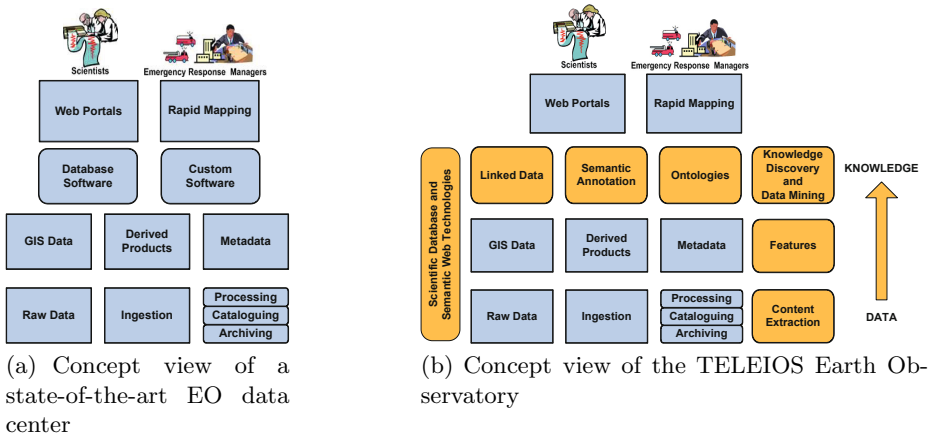 Scientists
Emergency Response Managers
Web Portals
Rapid Mapping
Database
Software
Custom
Software
GIS Data
Derived
Products
Metadata
Raw Data
Ingestion
Processing
Cataloguing
Archiving
(a) Concept view of a
state-of-the-art EO data
center
Scientists
Emergency Response Managers
Web Portals
Rapid Mapping
Scientific Database and
Semantic Web Technologies
Linked Data
Semantic
Annotation
Ontologies
Knowledge
Discovery
and
Data Mining
KNOWLEDGE
GIS Data
Derived
Products
Metadata
Features
Raw Data
Ingestion
Processing
Cataloguing
Archiving
Content
Extraction
DATA
(b) Concept view of the TELEIOS Earth Ob-
servatory